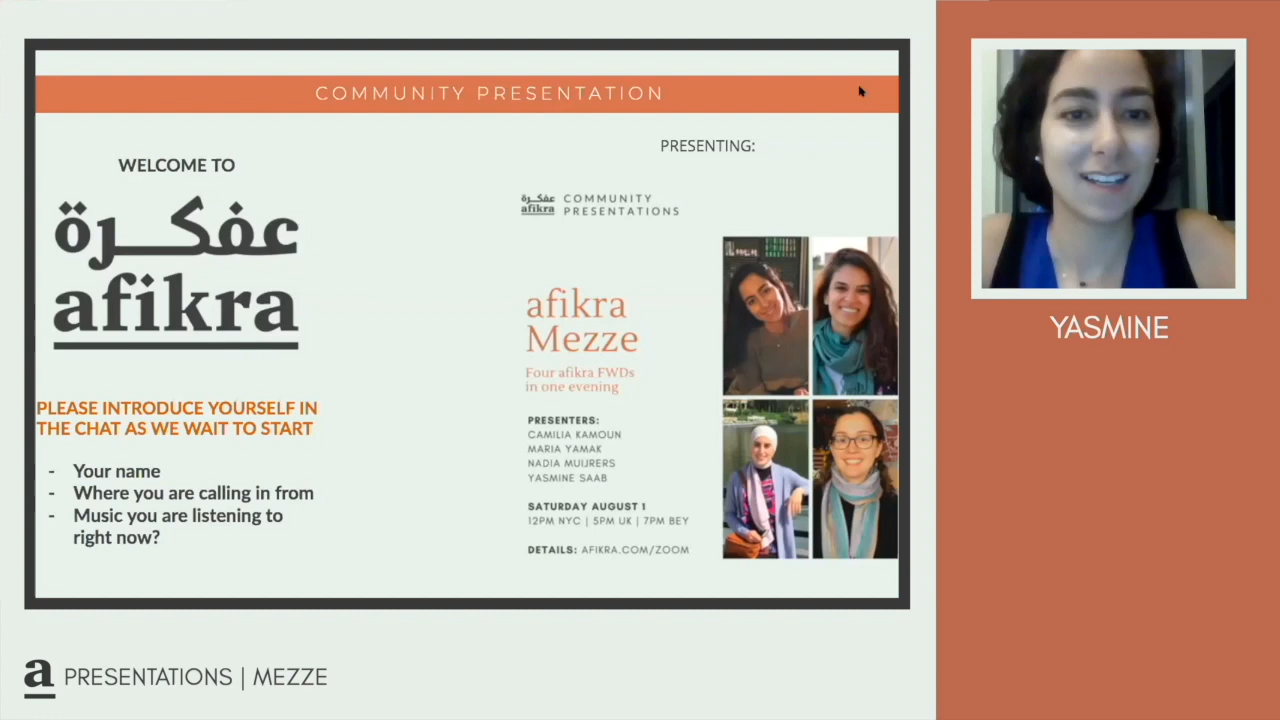 COMMUNITY PRESENTATION
WELCOME TO
عفكرة
afikra
PLEASE INTRODUCE YOURSELF IN
THE CHAT AS WE WAIT TO START
- Your name
- Where you are calling in from
- Music you are listening to
right now?
PRESENTING:
عفكرة
afikra
COMMUNITY
PRESENTATIONS
afikra
Mezze
Four afikra FWDs
in one evening
PRESENTERS:
CAMILIA KAMOUN
MARIA YAMAK
NADIA MUIJRERS
YASMINE SAAB
SATURDAY AUGUST 1
12PM NYC | 5PM UK | 7PM BEY
DETAILS: AFIKRA.COM/ZOOM
YASMINE
a PRESENTATIONS | MEZZE